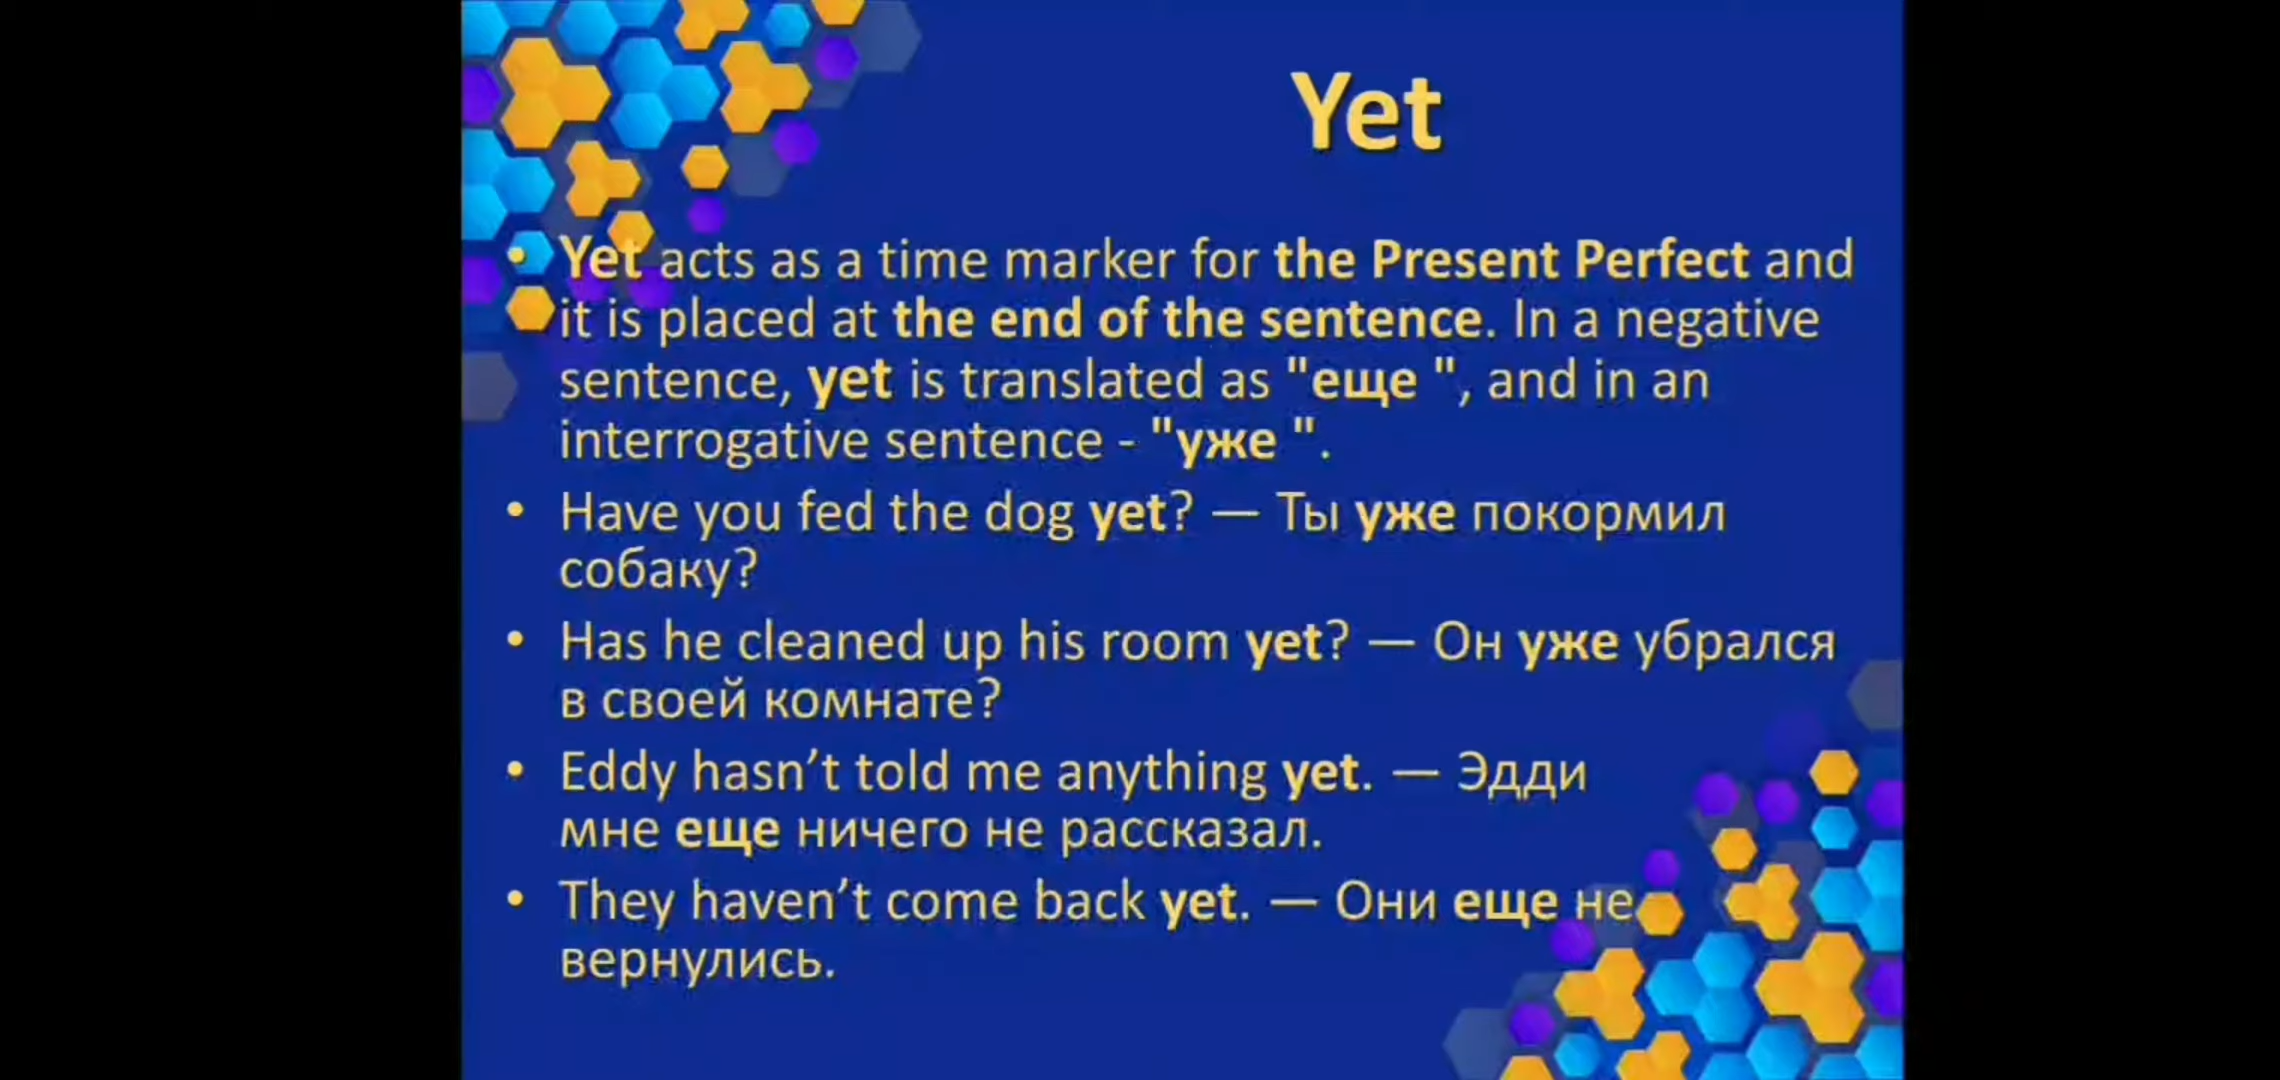 Yet
• Yet acts as a time marker for the Present Perfect and
it is placed at the end of the sentence. In a negative
sentence, yet is translated as "еще ", and in an
interrogative sentence - "уже ".
• Have you fed the dog yet? — Ты уже покормил
собаку?
• Has he cleaned up his room yet? — Он уже убрался
в своей комнате?
• Eddy hasn’t told me anything yet. — Эдди
мне еще ничего не рассказал.
• They haven’t come back yet. — Они еще не
вернулись.